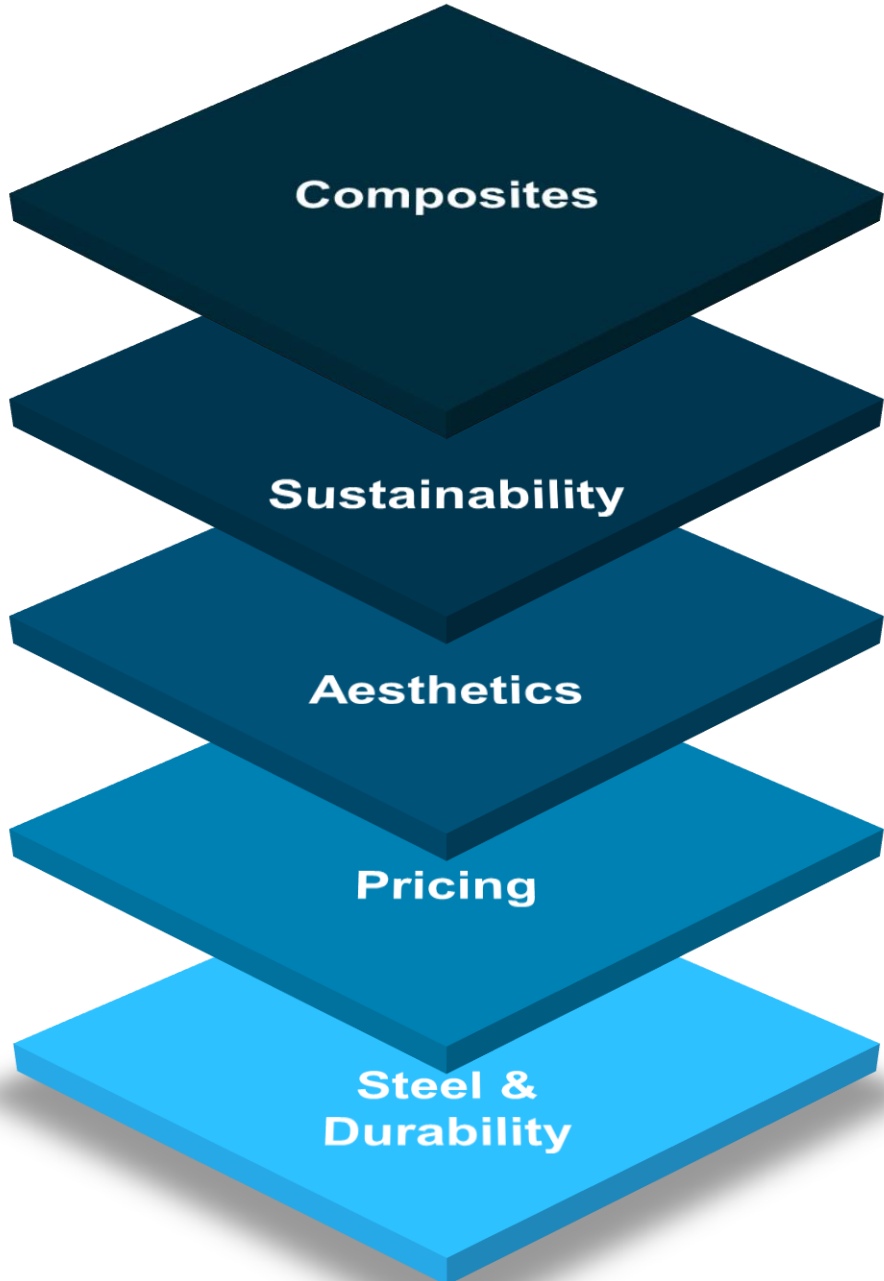 Composites
Sustainability
Aesthetics
Pricing
Steel &
Durability